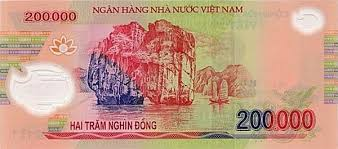 NGÂN HÀNG NHÀ NƯỚC VIỆT NAM
200000
HAI TRĂM NGHÌN ĐỒNG
200000